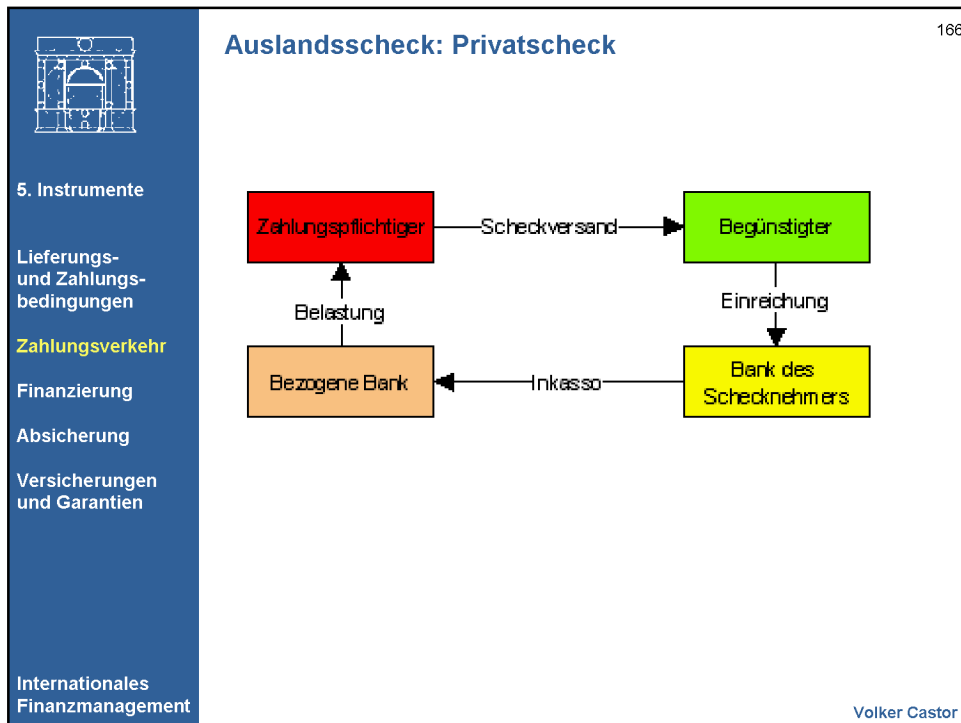 Auslandsscheck: Privatscheck
166
5. Instrumente
Lieferungs-
und Zahlungs-
bedingungen
Zahlungsverkehr
Finanzierung
Absicherung
Versicherungen
und Garantien
Internationales
Finanzmanagement
Zahlungspflichtiger
Scheckversand
Begünstigter
Belastung
Einreichung
Bezogene Bank
Inkasso
Bank des
Schecknehmers
Volker Castor